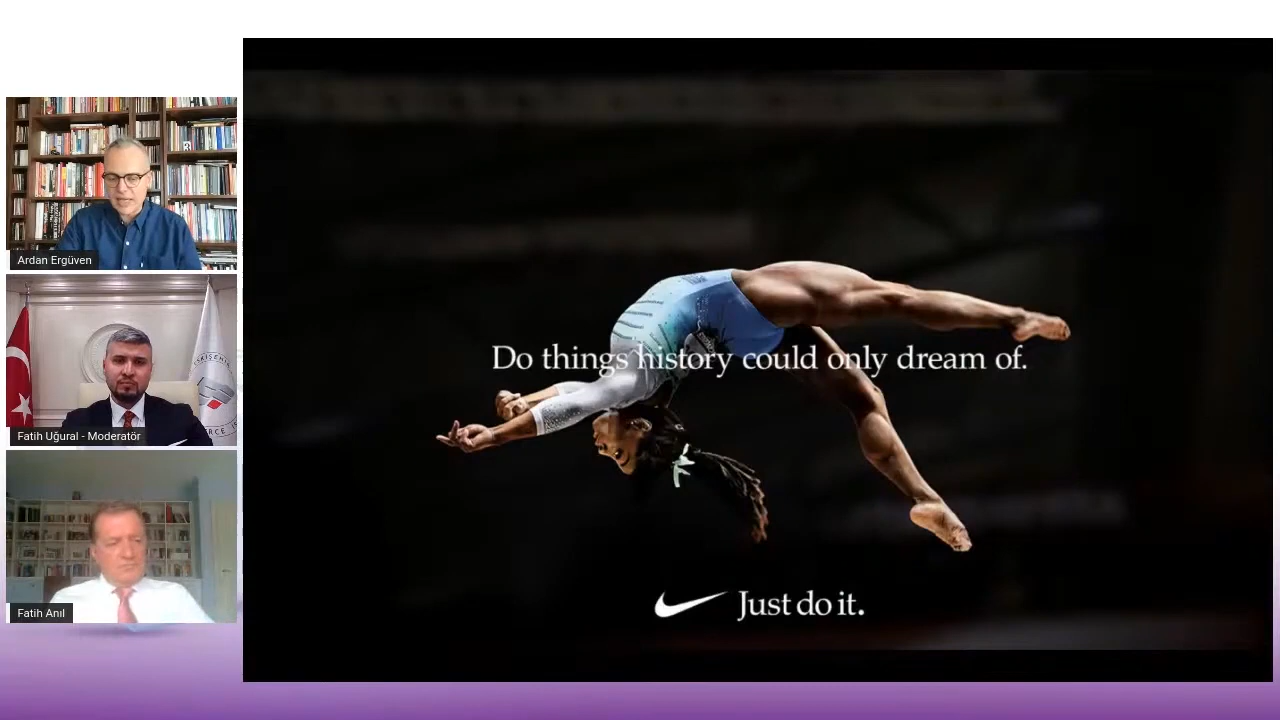 Ardan Ergüven
Fatih Uğural - Moderatör
Fatih Anıl
Do things history could only dream of.
Just do it.